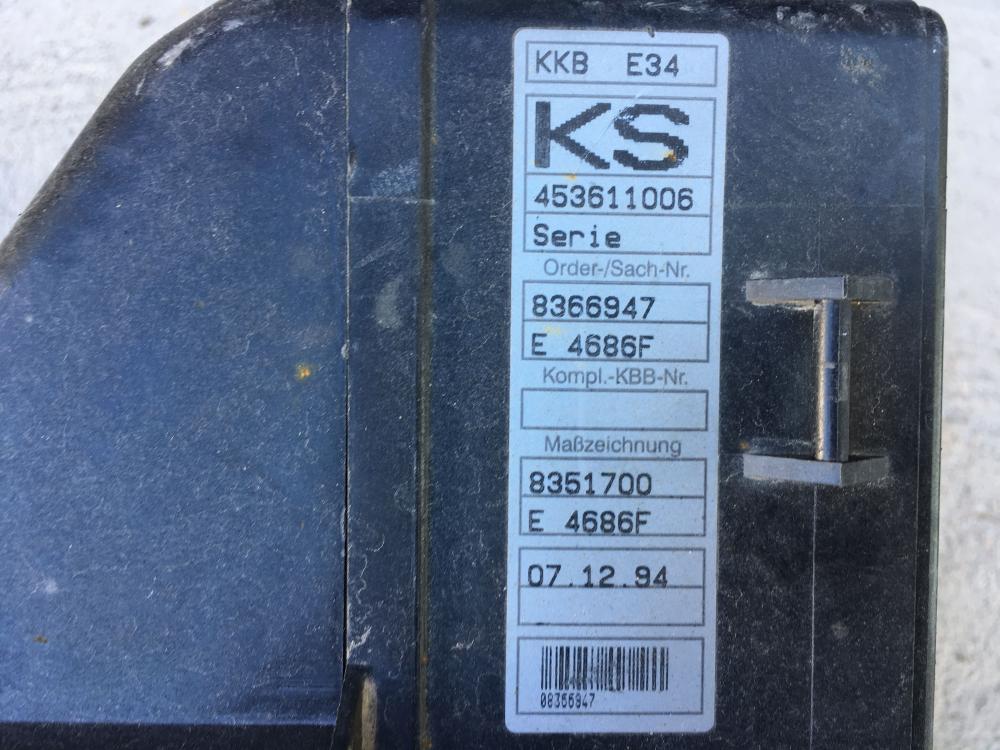 KKB E34
KS
453611006
Serie
Order-/Sach-Nr.
8366947
E 4686F
Kompl.-KBB-Nr.
Maßzeichnung
8351700
E 4686F
07.12.94
08366947